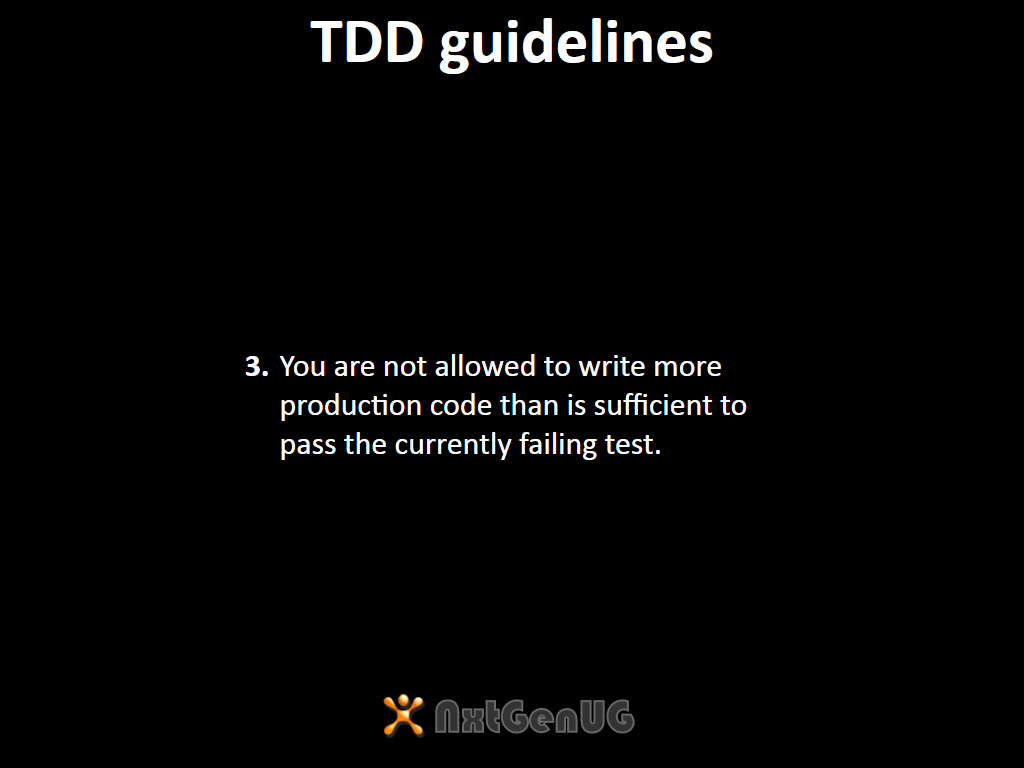 TDD guidelines
3. You are not allowed to write more
production code than is sufficient to
pass the currently failing test.
NxtGenUG